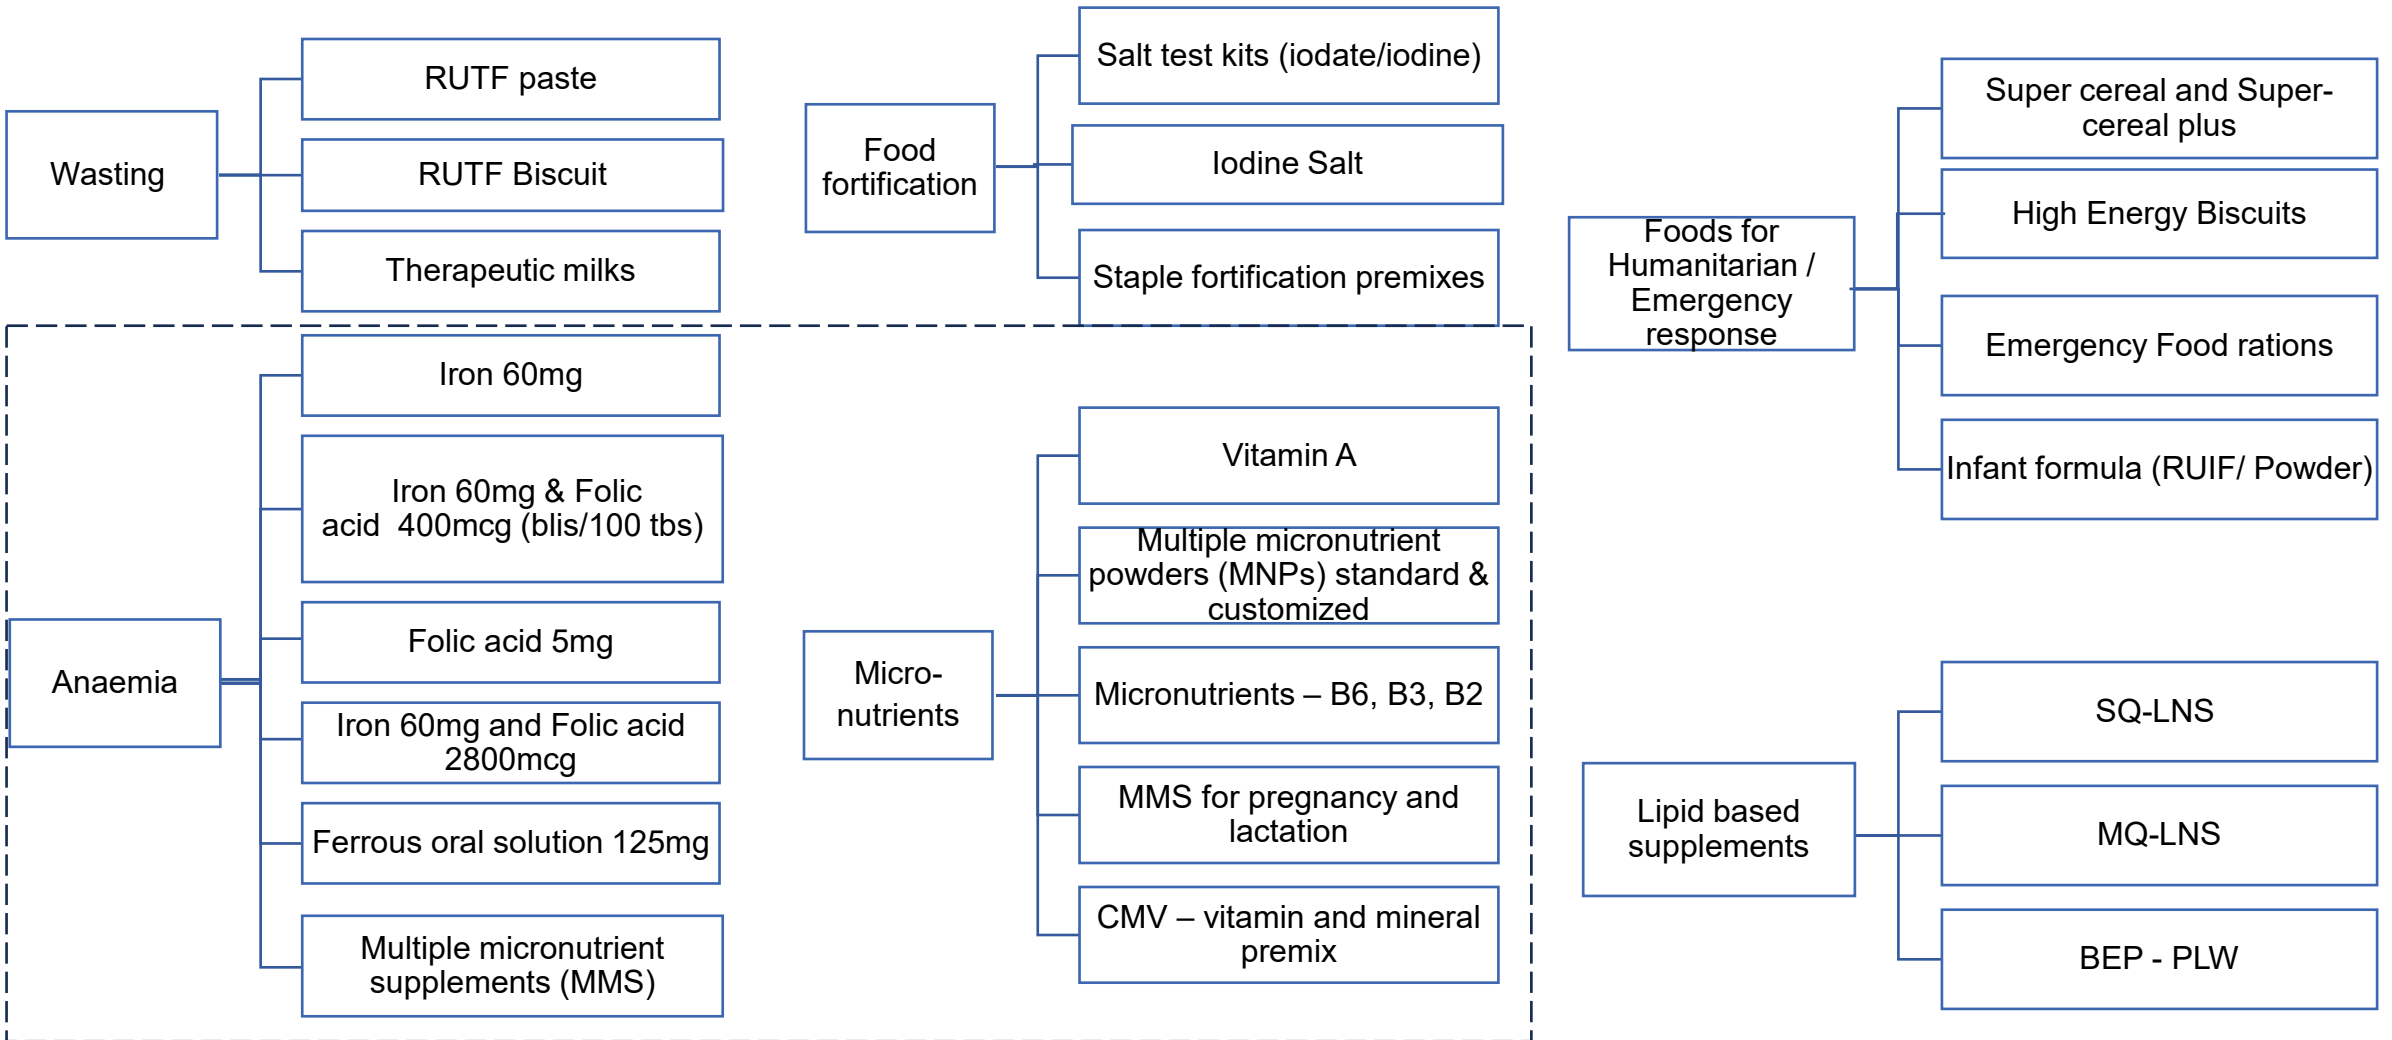 Wasting
RUTF paste
RUTF Biscuit
Therapeutic milks
Food
fortification
Salt test kits (iodate/iodine)
Iodine Salt
Staple fortification premixes
Foods for
Humanitarian /
Emergency
response
Super cereal and Super-
cereal plus
High Energy Biscuits
Emergency Food rations
Infant formula (RUIF/ Powder)
Anaemia
Iron 60mg
Iron 60mg & Folic
acid  400mcg (blis/100 tbs)
Folic acid 5mg
Iron 60mg and Folic acid
2800mcg
Ferrous oral solution 125mg
Multiple micronutrient
supplements (MMS)
Micro-
nutrients
Vitamin A
Multiple micronutrient
powders (MNPs) standard &
customized
Micronutrients – B6, B3, B2
MMS for pregnancy and
lactation
CMV – vitamin and mineral
premix
Lipid based
supplements
SQ-LNS
MQ-LNS
BEP - PLW